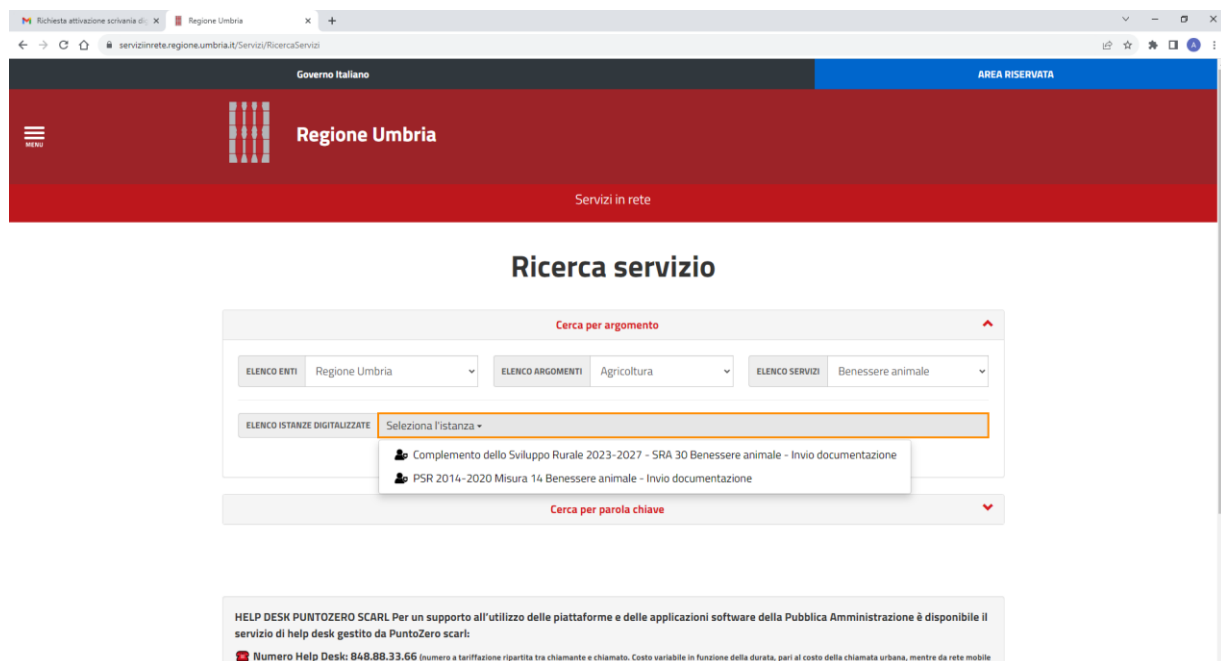 Richiesta attivazione scrivania di
Regione Umbria
serviziinrete.regione.umbria.it/Servizi/RicercaServizi
A
Governo Italiano
AREA RISERVATA
MENU
Regione Umbria
Servizi in rete
Ricerca servizio
Cerca per argomento
ELENCO ENTI Regione Umbria ELENCO ARGOMENTI Agricoltura ELENCO SERVIZI Benessere animale
ELENCO ISTANZE DIGITALIZZATE Seleziona l'istanza
Complemento dello Sviluppo Rurale 2023-2027 - SRA 30 Benessere animale - Invio documentazione
PSR 2014-2020 Misura 14 Benessere animale - Invio documentazione
Cerca per parola chiave
HELP DESK PUNTOZERO SCARL Per un supporto all'utilizzo delle piattaforme e delle applicazioni software della Pubblica Amministrazione è disponibile il
servizio di help desk gestito da PuntoZero scarl:
Numero Help Desk: 848.88.33.66 (numero a tariffazione ripartita tra chiamante e chiamato. Costo variabile in funzione della durata, pari al costo della chiamata urbana, mentre da rete mobile